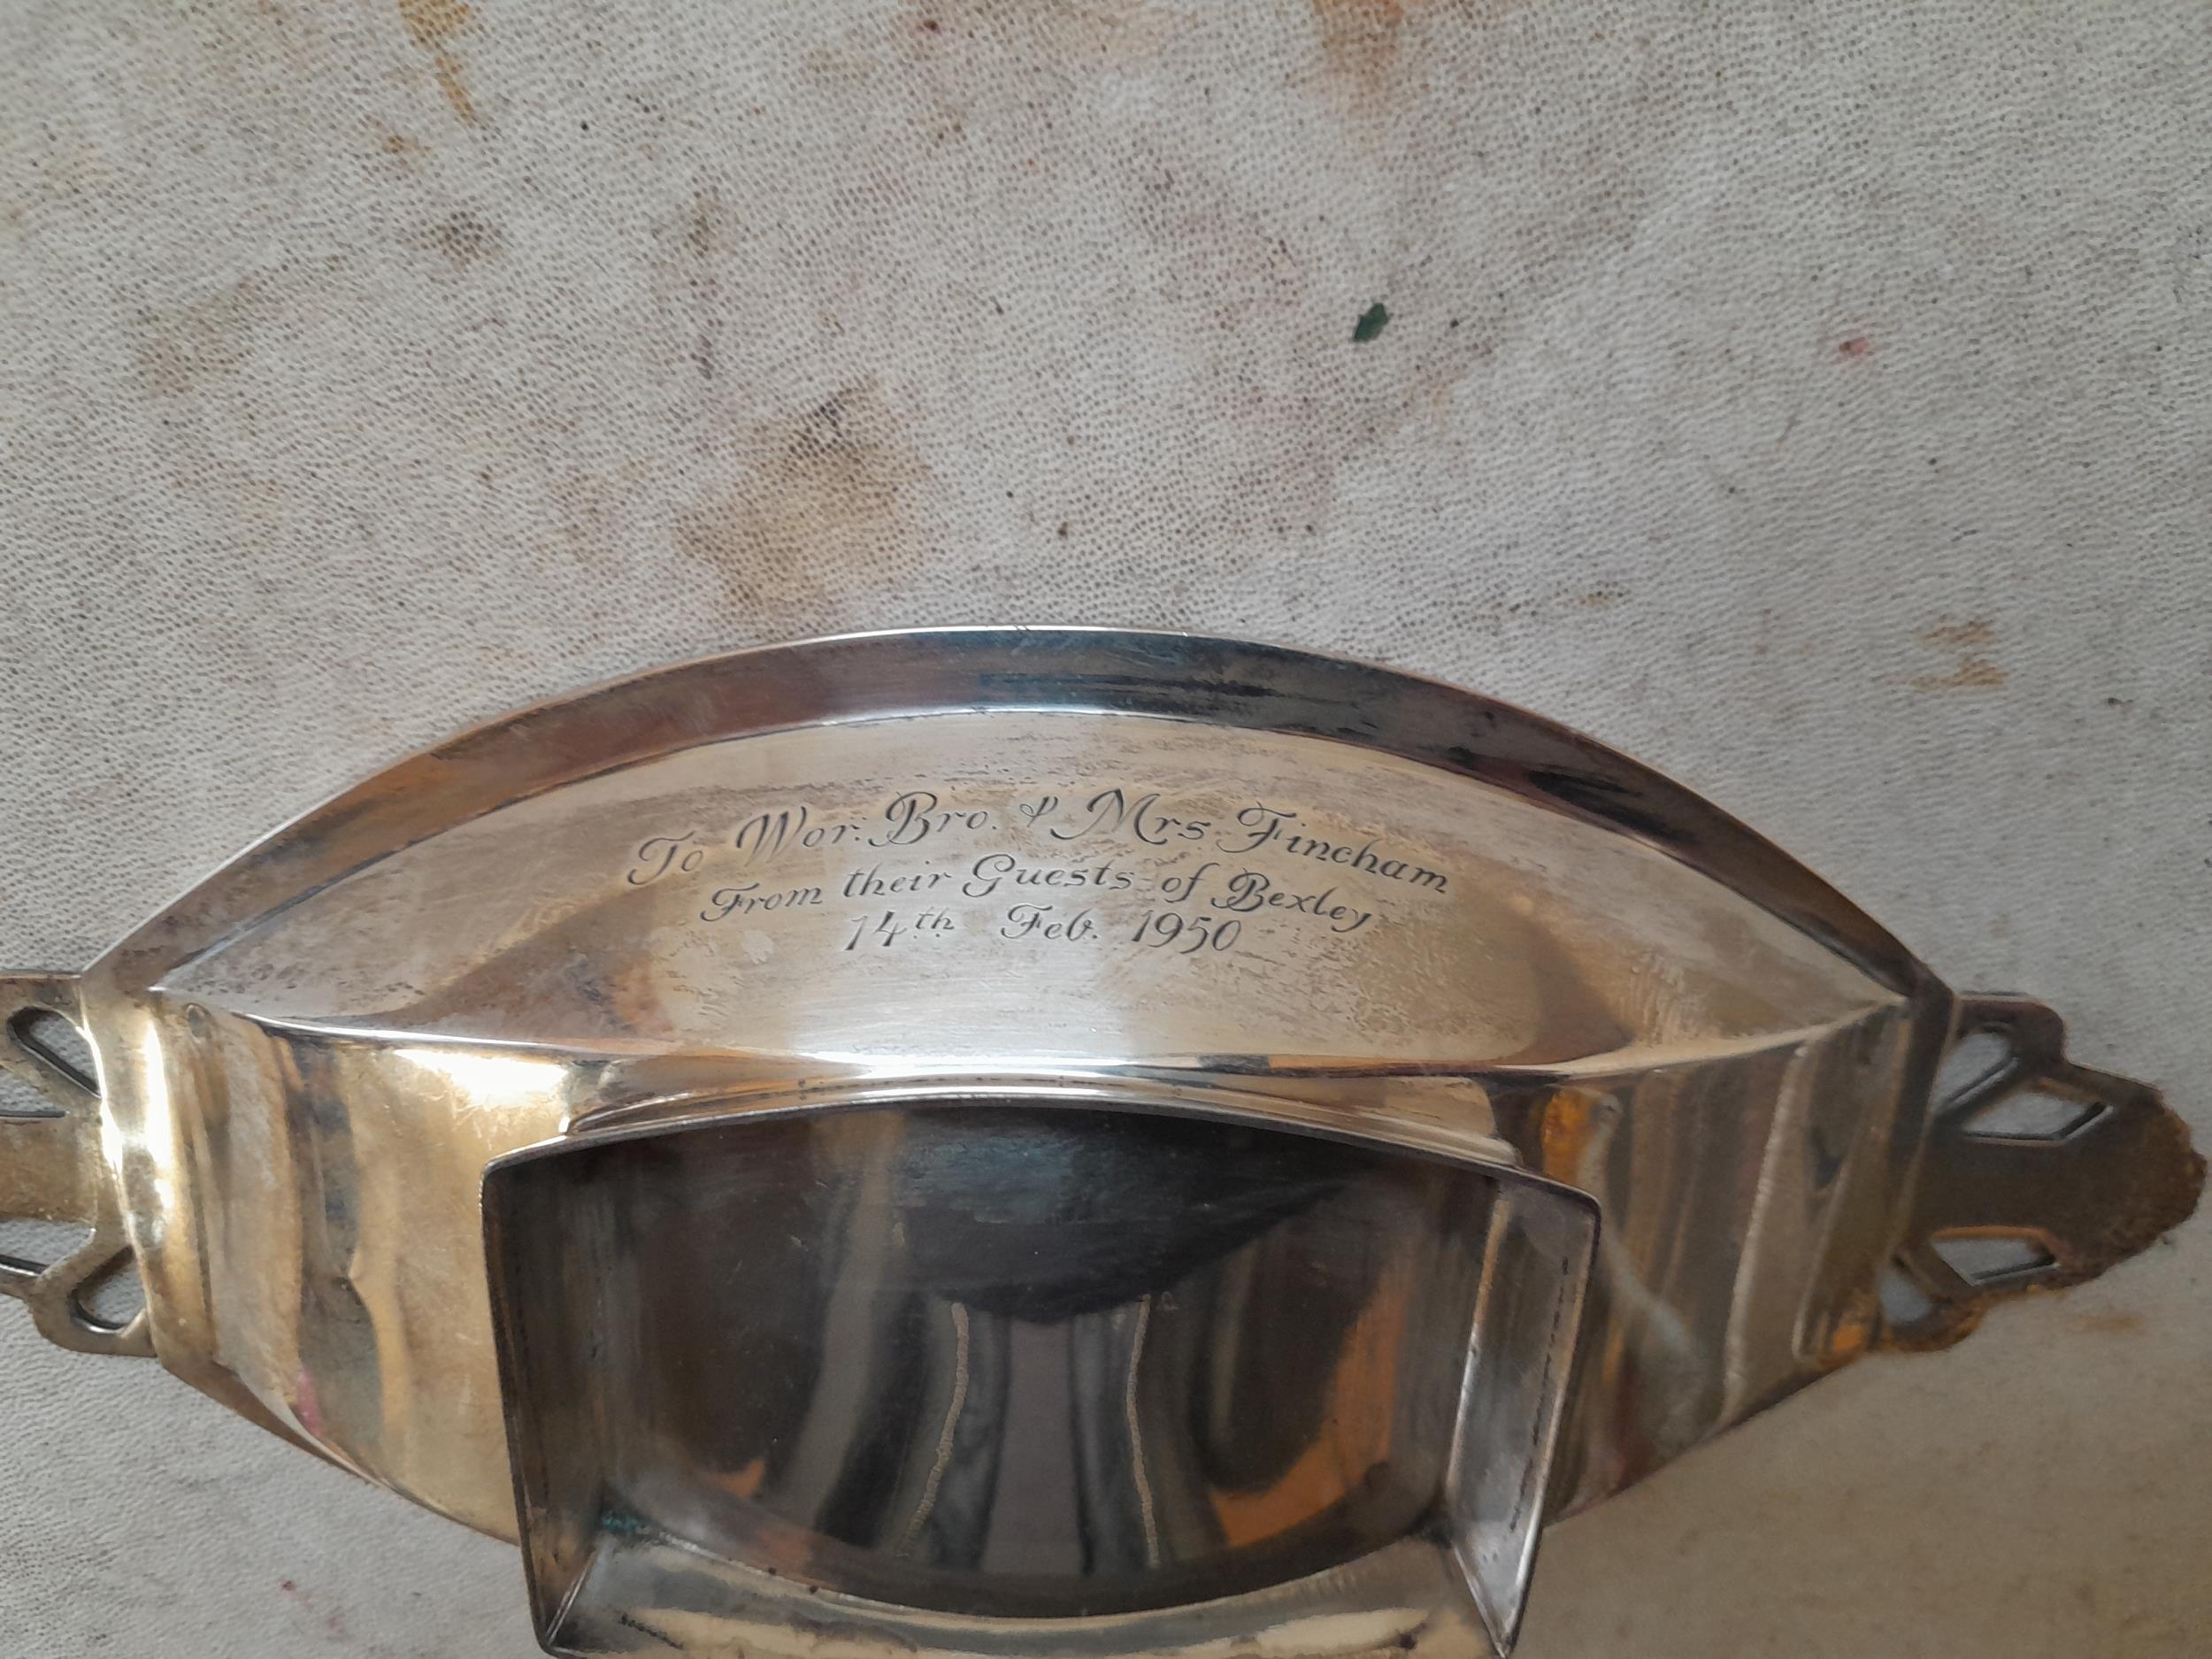 To Wor. Bro. & Mrs. Fincham
From their Guests of Bexley
14th Feb. 1950